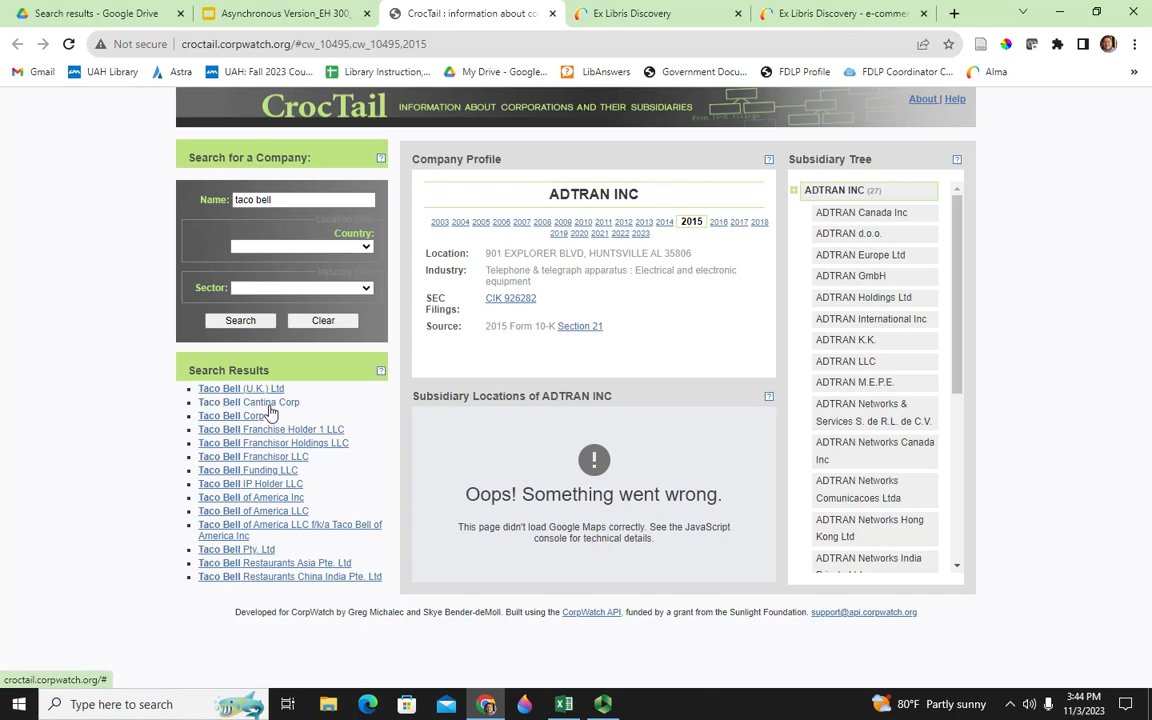 Search results - Google Drive
Asynchronous Version_EH 300_
CrocTail : information about co
Ex Libris Discovery
Ex Libris Discovery - e-comme
Not secure
croctail.corpwatch.org/#cw_10495,cw_10495,2015
Gmail
UAH Library
Astra
UAH: Fall 2023 Cou...
Library Instruction,...
My Drive - Google...
LibAnswers
Government Docu...
FDLP Profile
FDLP Coordinator C...
Alma
»
CrocTail
INFORMATION ABOUT CORPORATIONS AND THEIR SUBSIDIARIES
About | Help
Search for a Company:
?
Name: taco bell
Country:
Sector:
Search
Clear
Search Results
?
Taco Bell (U.K.) Ltd
Taco Bell Cantina Corp
Taco Bell Corp
Taco Bell Franchise Holder 1 LLC
Taco Bell Franchisor Holdings LLC
Taco Bell Franchisor LLC
Taco Bell Funding LLC
Taco Bell IP Holder LLC
Taco Bell of America Inc
Taco Bell of America LLC
Taco Bell of America LLC f/k/a Taco Bell of
America Inc
Taco Bell Pty. Ltd
Taco Bell Restaurants Asia Pte. Ltd
Taco Bell Restaurants China India Pte. Ltd
Company Profile
?
ADTRAN INC
2003 2004 2005 2006 2007 2008 2009 2010 2011 2012 2013 2014 2015 2016 2017 2018
2019 2020 2021 2022 2023
Location: 901 EXPLORER BLVD, HUNTSVILLE AL 35806
Industry: Telephone & telegraph apparatus : Electrical and electronic
equipment
SEC CIK 926282
Filings:
Source: 2015 Form 10-K Section 21
Subsidiary Locations of ADTRAN INC
?
!
Oops! Something went wrong.
This page didn't load Google Maps correctly. See the JavaScript
console for technical details.
Subsidiary Tree
?
ADTRAN INC (27)
ADTRAN Canada Inc
ADTRAN d.o.o.
ADTRAN Europe Ltd
ADTRAN GmbH
ADTRAN Holdings Ltd
ADTRAN International Inc
ADTRAN K.K.
ADTRAN LLC
ADTRAN M.E.P.E.
ADTRAN Networks &
Services S. de R.L. de C.V.
ADTRAN Networks Canada
Inc
ADTRAN Networks
Comunicacoes Ltda
ADTRAN Networks Hong
Kong Ltd
ADTRAN Networks India
Developed for CorpWatch by Greg Michalec and Skye Bender-deMoll. Built using the CorpWatch API, funded by a grant from the Sunlight Foundation. support@api.corpwatch.org
croctail.corpwatch.org/#
Type here to search
80°F Partly sunny
3:44 PM
11/3/2023